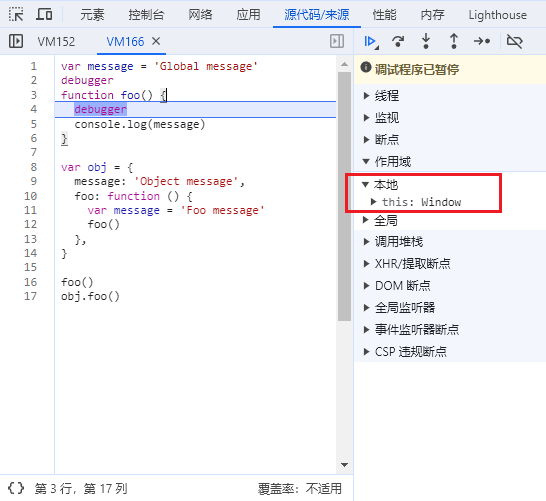 元素 控制台 网络 应用 源代码/来源 性能 内存 Lighthouse
VM152 VM166
调试程序已暂停
线程
监视
断点
作用域
本地
this: Window
全局
调用堆栈
XHR/提取断点
DOM 断点
全局监听器
事件监听器断点
CSP 违规断点
1 var message = 'Global message'
2 debugger
3 function foo() {
4 debugger
5 console.log(message)
6 }
7
8 var obj = {
9 message: 'Object message',
10 foo: function () {
11 var message = 'Foo message'
12 foo()
13 },
14 }
15
16 foo()
17 obj.foo()
{} 第 3 行，第 17 列 覆盖率：不适用